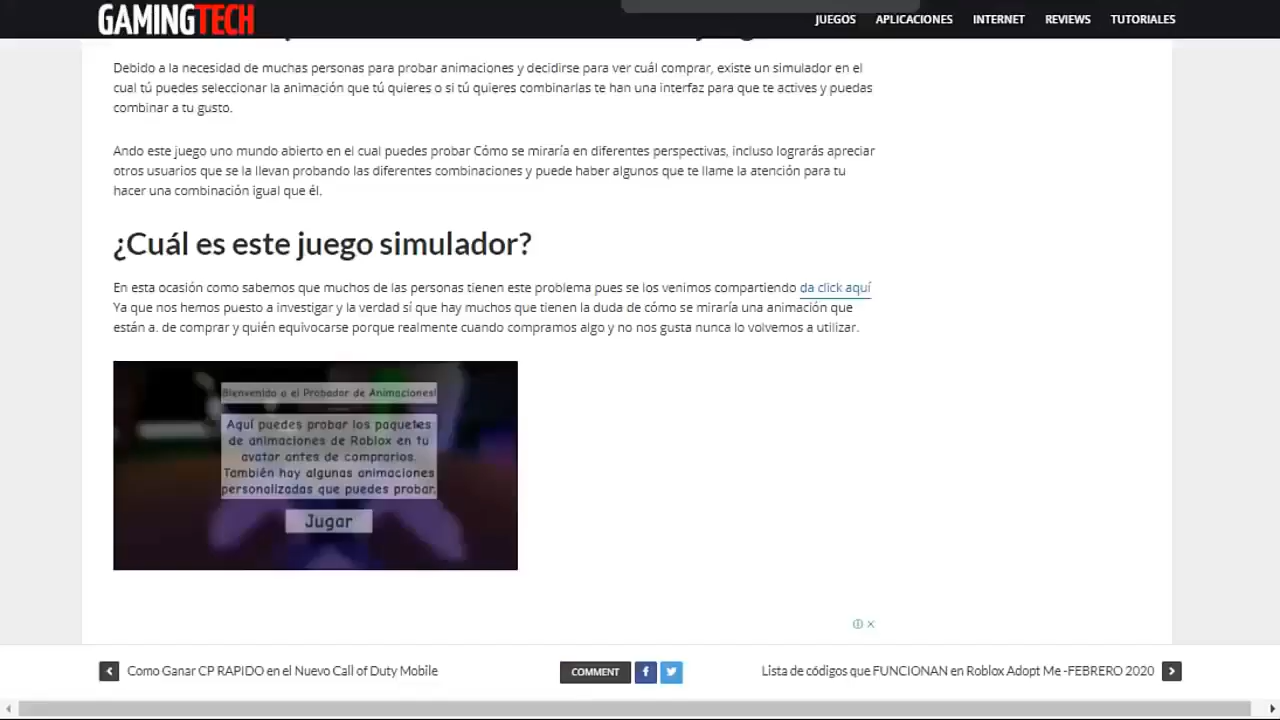 GAMINGTECH
JUEGOS APLICACIONES INTERNET REVIEWS TUTORIALES
Debido a la necesidad de muchas personas para probar animaciones y decidirse para ver cuál comprar, existe un simulador en el
cual tú puedes seleccionar la animación que tú quieres o si tú quieres combinarlas te han una interfaz para que te actives y puedas
combinar a tu gusto.
Ando este juego uno mundo abierto en el cual puedes probar Cómo se miraría en diferentes perspectivas, incluso lograrás apreciar
otros usuarios que se la llevan probando las diferentes combinaciones y puede haber algunos que te llame la atención para tu
hacer una combinación igual que él.
¿Cuál es este juego simulador?
En esta ocasión como sabemos que muchos de las personas tienen este problema pues se los venimos compartiendo da click aquí
Ya que nos hemos puesto a investigar y la verdad sí que hay muchos que tienen la duda de cómo se miraría una animación que
están a. de comprar y quién equivocarse porque realmente cuando compramos algo y no nos gusta nunca lo volvemos a utilizar.
Bienvenido a el Probador de Animaciones!
Aquí puedes probar los paquetes
de animaciones de Roblox en tu
avatar antes de comprarlos.
También hay algunas animaciones
personalizadas que puedes probar.
Jugar
Como Ganar CP RAPIDO en el Nuevo Call of Duty Mobile
COMMENT
Lista de códigos que FUNCIONAN en Roblox Adopt Me -FEBRERO 2020